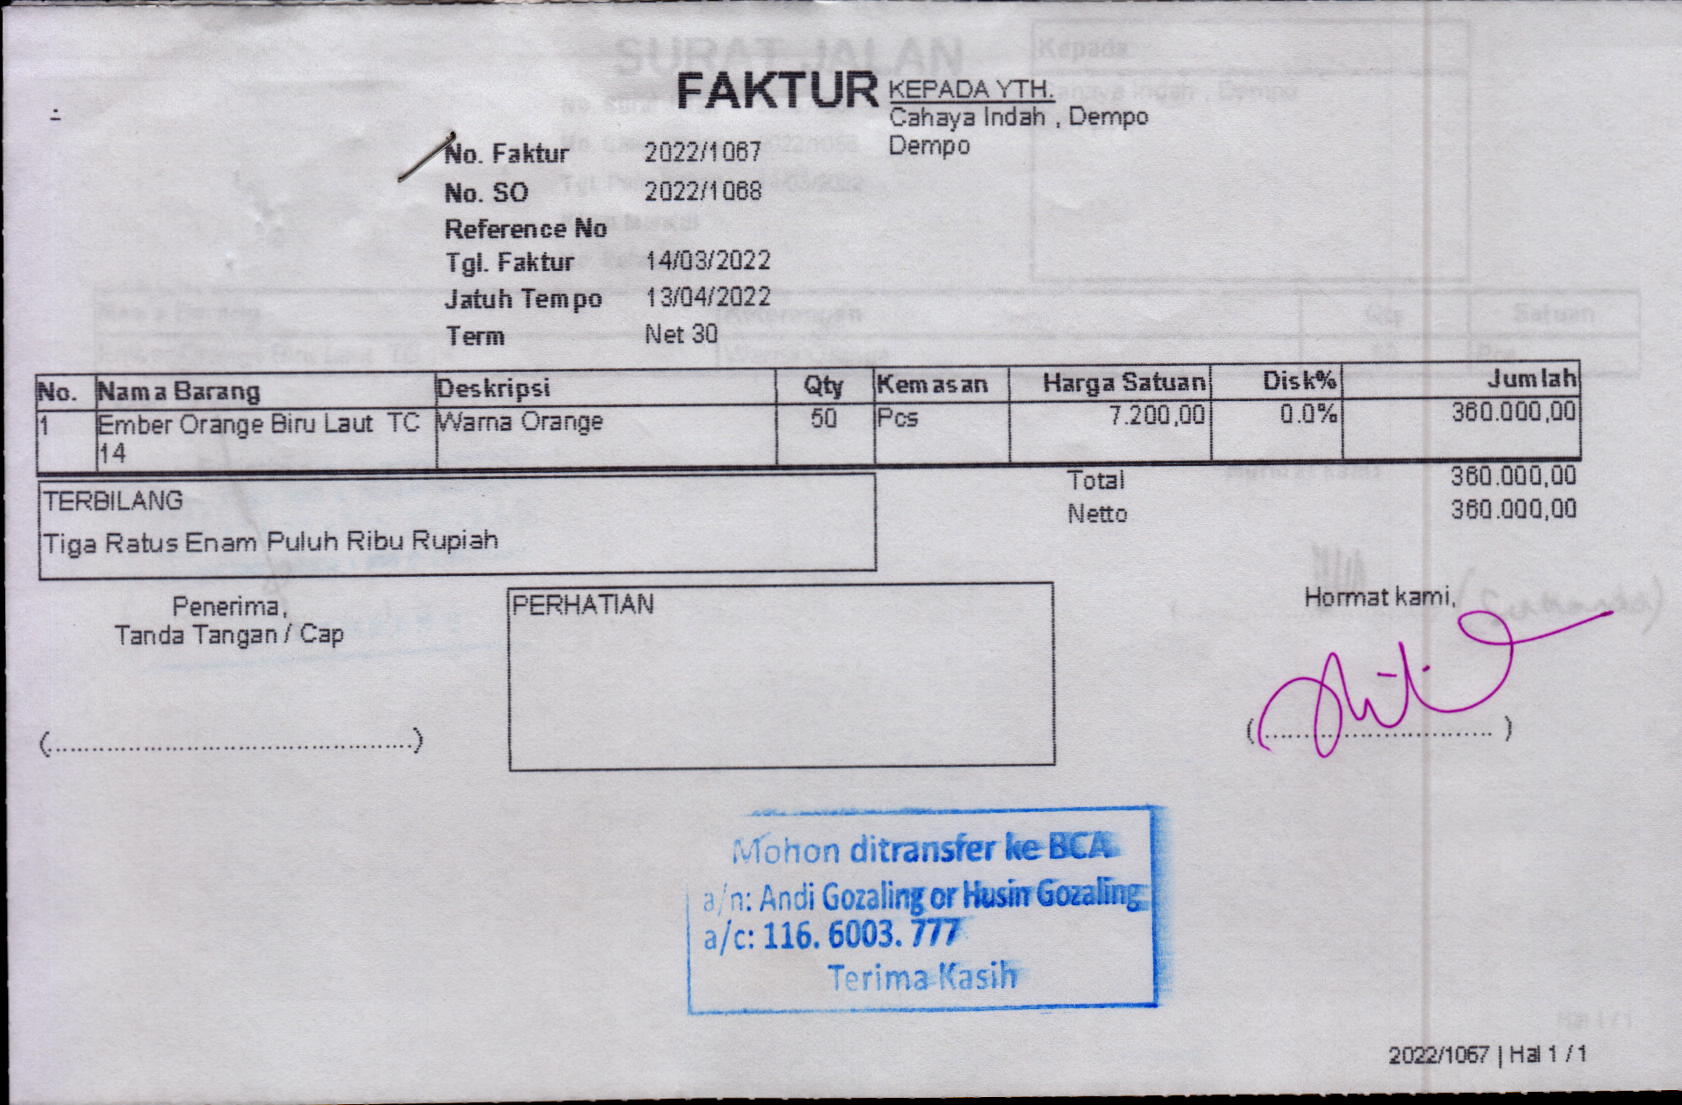 FAKTUR
KEPADA YTH.
Cahaya Indah , Dempo
Dempo
No. Faktur 2022/1067
No. SO 2022/1068
Reference No
Tgl. Faktur 14/03/2022
Jatuh Tempo 13/04/2022
Term Net 30
No. Nama Barang Deskripsi Qty Kemasan Harga Satuan Disk% Jumlah
1 Ember Orange Biru Laut TC Warna Orange 50 Pcs 7.200,00 0.0% 360.000,00
14
Total 360.000,00
Netto 360.000,00
TERBILANG
Tiga Ratus Enam Puluh Ribu Rupiah
Penerima,
Tanda Tangan / Cap
(................................................)
PERHATIAN
Hormat kami,
(................................)
Mohon ditransfer ke BCA
a/n: Andi Gozaling or Husin Gozaling
a/c: 116. 6003. 777
Terima Kasih
2022/1067 | Hal 1 / 1
SURAT JALAN
Kepada